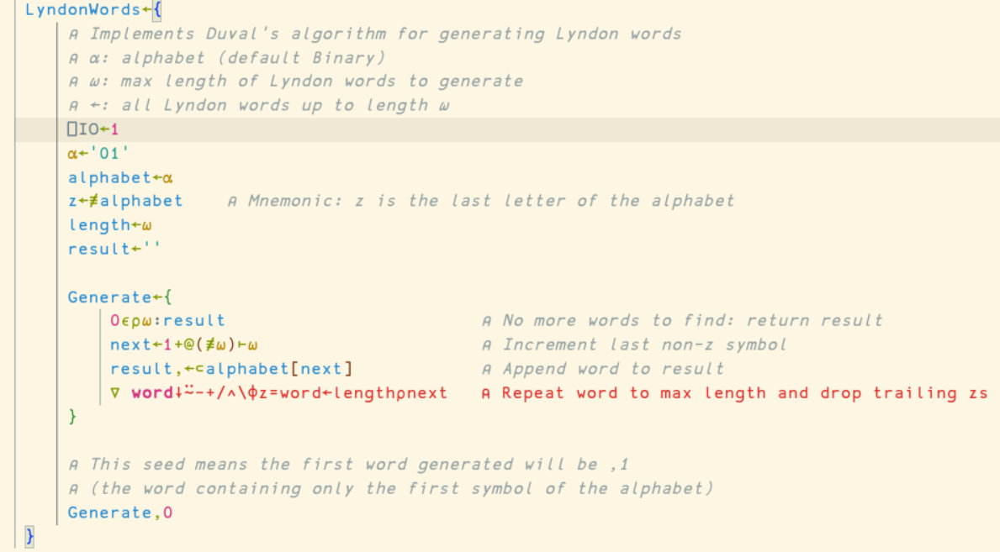 LyndonWords←{
⍝ Implements Duval's algorithm for generating Lyndon words
⍝ ⍺: alphabet (default Binary)
⍝ ⍵: max length of Lyndon words to generate
⍝ ←: all Lyndon words up to length ⍵
⎕IO←1
⍺←'01'
alphabet←⍺
z←≢alphabet    ⍝ Mnemonic: z is the last letter of the alphabet
length←⍵
result←''
Generate←{
0∊⍴⍵:result    ⍝ No more words to find: return result
next←1+@(≢⍵)⊢⍵    ⍝ Increment last non-z symbol
result,←⊂alphabet[next]    ⍝ Append word to result
∇ word↓⍨-+/∧\⌽z=word←length⍴next    ⍝ Repeat word to max length and drop trailing zs
}
⍝ This seed means the first word generated will be ,1
⍝ (the word containing only the first symbol of the alphabet)
Generate,0
}